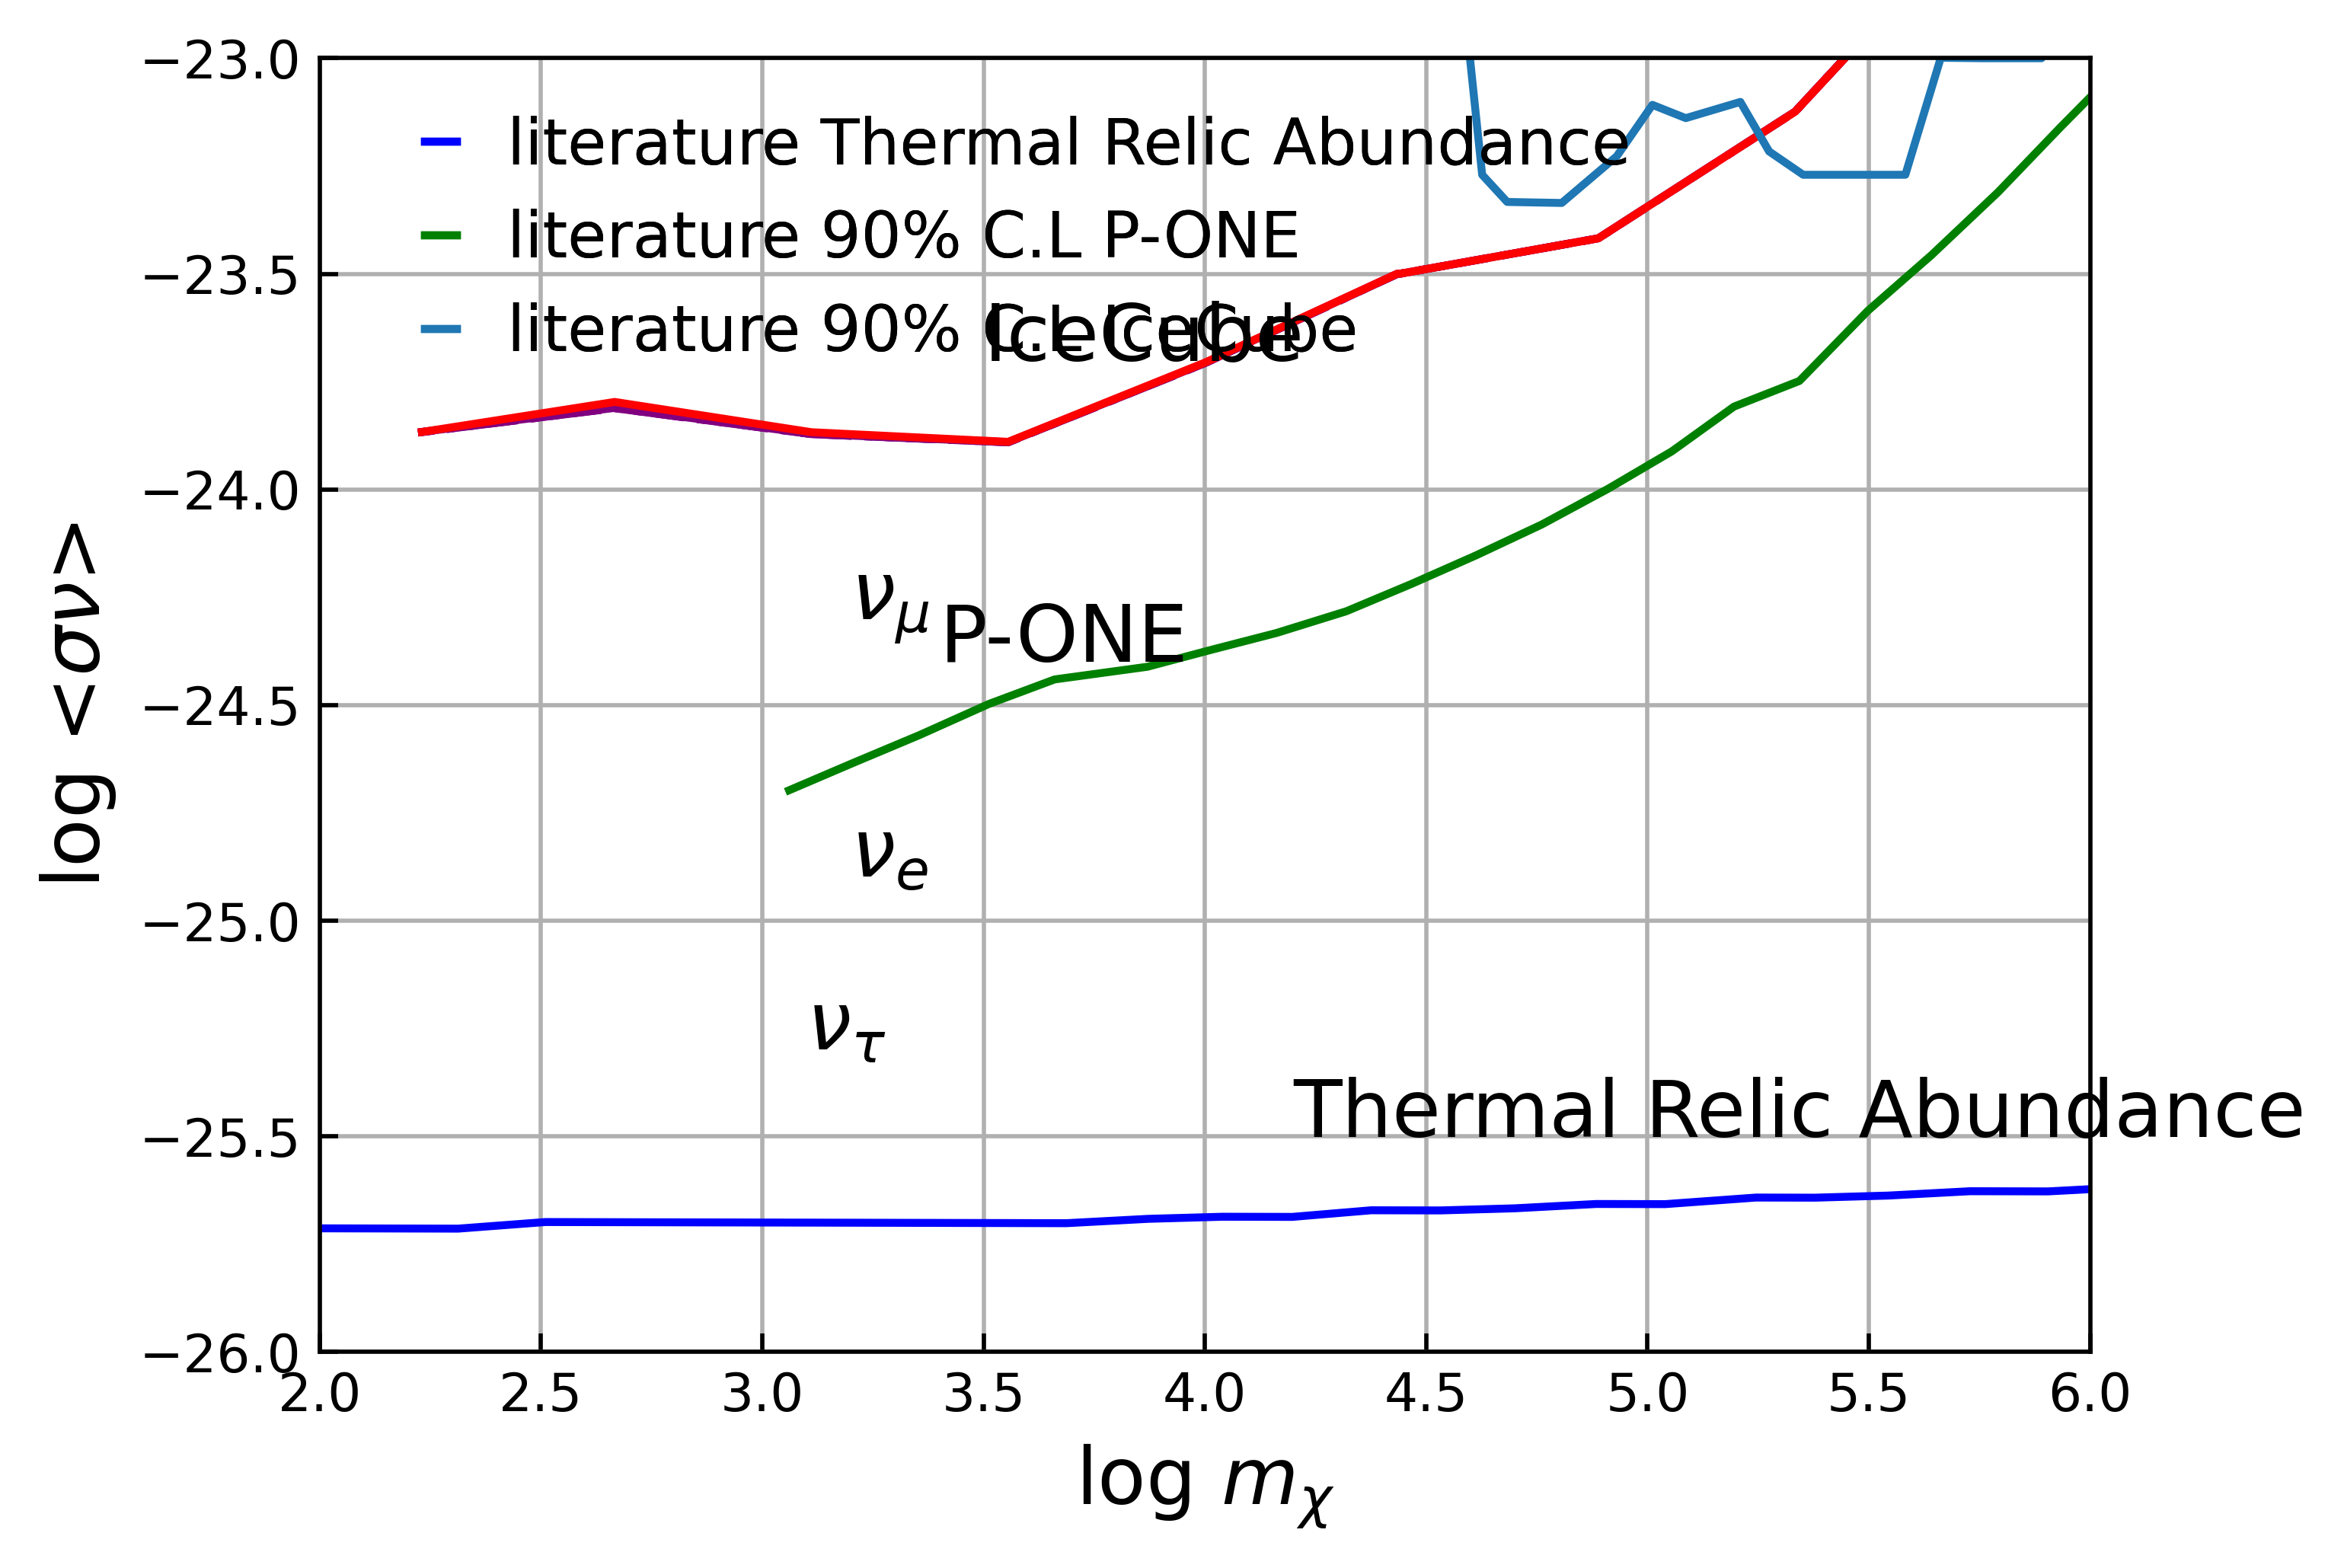 −23.0
literature Thermal Relic Abundance
literature 90% C.L P-ONE
−23.5
literature 90% C.L IceCube
IceCube
−24.0
log <σν>
νμ
P-ONE
−24.5
νe
−25.0
ντ
Thermal Relic Abundance
−25.5
−26.0
2.0 2.5 3.0 3.5 4.0 4.5 5.0 5.5 6.0
log mχ